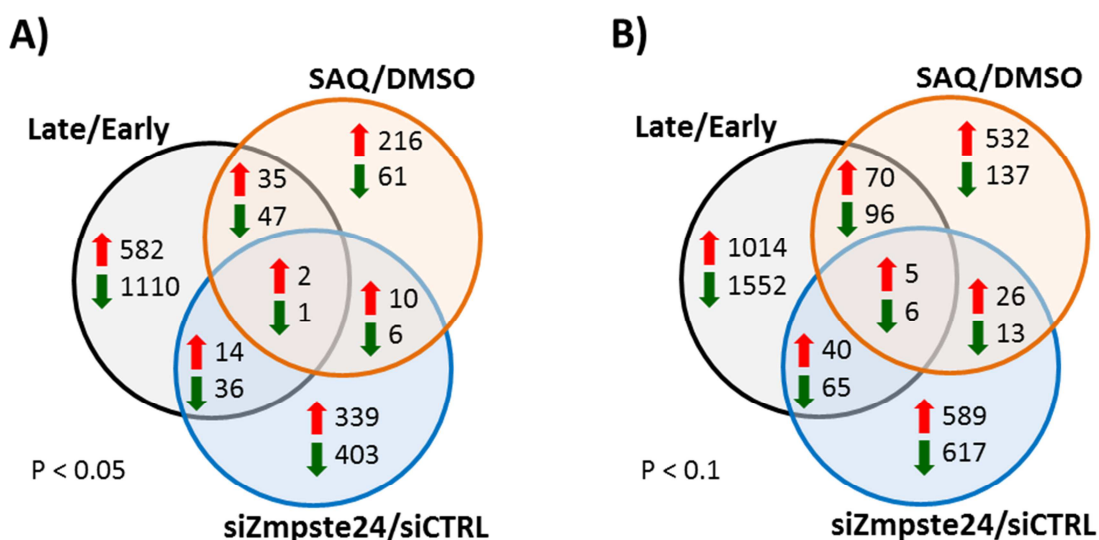 A)
SAQ/DMSO
Late/Early
216
61
35
47
582
1110
2
1
10
6
14
36
339
403
P < 0.05
siZmpste24/siCTRL
B)
SAQ/DMSO
Late/Early
532
137
70
96
1014
1552
5
6
26
13
40
65
589
617
P < 0.1
siZmpste24/siCTRL